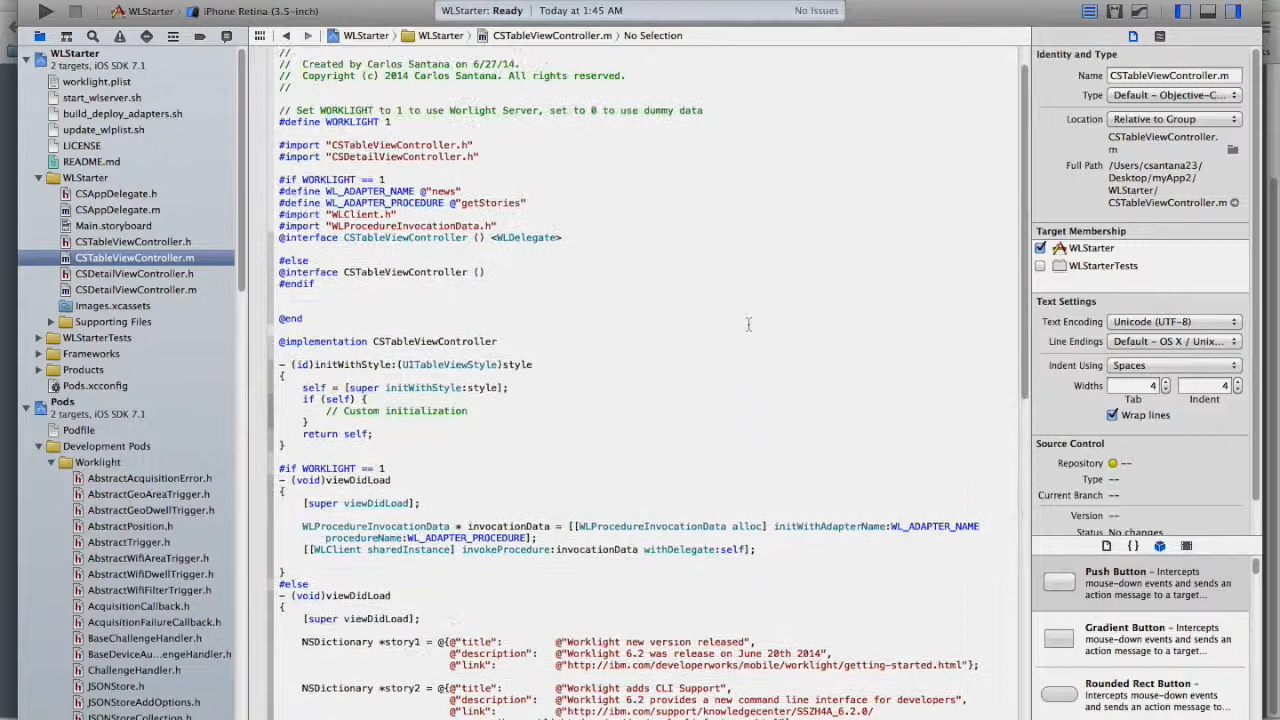 WLStarter
iPhone Retina (3.5-inch)
WLStarter: Ready
Today at 1:45 AM
No Issues
WLStarter
WLStarter
CSTableViewController.m
No Selection
WLStarter
2 targets, iOS SDK 7.1
worklight.plist
start_wlserver.sh
build_deploy_adapters.sh
update_wlplist.sh
LICENSE
README.md
WLStarter
CSAppDelegate.h
CSAppDelegate.m
Main.storyboard
CSTableViewController.h
CSTableViewController.m
CSDetailViewController.h
CSDetailViewController.m
Images.xcassets
Supporting Files
WLStarterTests
Frameworks
Products
Pods.xcconfig
Pods
2 targets, iOS SDK 7.1
Podfile
Development Pods
Worklight
AbstractAcquisitionError.h
AbstractGeoAreaTrigger.h
AbstractGeoDwellTrigger.h
AbstractPosition.h
AbstractTrigger.h
AbstractWifiAreaTrigger.h
AbstractWifiDwellTrigger.h
AbstractWifiFilterTrigger.h
AcquisitionCallback.h
AcquisitionFailureCallback.h
BaseChallengeHandler.h
BaseDeviceAu...engeHandler.h
ChallengeHandler.h
JSONStore.h
JSONStoreAddOptions.h
JSONStoreCollection.h
//
//  Created by Carlos Santana on 6/27/14.
//  Copyright (c) 2014 Carlos Santana. All rights reserved.
//
// Set WORKLIGHT to 1 to use Worlight Server, set to 0 to use dummy data
#define WORKLIGHT 1
#import "CSTableViewController.h"
#import "CSDetailViewController.h"
#if WORKLIGHT == 1
#define WL_ADAPTER_NAME @"news"
#define WL_ADAPTER_PROCEDURE @"getStories"
#import "WLClient.h"
#import "WLProcedureInvocationData.h"
@interface CSTableViewController () <WLDelegate>
#else
@interface CSTableViewController ()
#endif
@end
@implementation CSTableViewController
- (id)initWithStyle:(UITableViewStyle)style
{
self = [super initWithStyle:style];
if (self) {
// Custom initialization
}
return self;
}
#if WORKLIGHT == 1
- (void)viewDidLoad
{
[super viewDidLoad];
WLProcedureInvocationData * invocationData = [[WLProcedureInvocationData alloc] initWithAdapterName:WL_ADAPTER_NAME
procedureName:WL_ADAPTER_PROCEDURE];
[[WLClient sharedInstance] invokeProcedure:invocationData withDelegate:self];
}
#else
- (void)viewDidLoad
{
[super viewDidLoad];
NSDictionary *story1 = @{@"title": @"Worklight new version released",
@"description": @"Worklight 6.2 was release on June 20th 2014",
@"link": @"http://ibm.com/developerworks/mobile/worklight/getting-started.html"};
NSDictionary *story2 = @{@"title": @"Worklight adds CLI Support",
@"description": @"Worklight 6.2 provides a new command line interface for developers",
@"link": @"http://ibm.com/support/knowledgecenter/SSZH4A_6.2.0/
Identity and Type
Name CSTableViewController.m
Type Default - Objective-C...
Location Relative to Group
CSTableViewController.
m
Full Path /Users/csantana23/
Desktop/myApp2/
WLStarter/
WLStarter/
CSTableViewController.m
Target Membership
WLStarter
WLStarterTests
Text Settings
Text Encoding Unicode (UTF-8)
Line Endings Default - OS X / Unix...
Indent Using Spaces
Widths 4 4
Tab Indent
Wrap lines
Source Control
Repository --
Type --
Current Branch --
Version --
Status No changes
Push Button - Intercepts
mouse-down events and sends an
action message to a target...
Gradient Button - Intercepts
mouse-down events and sends an
action message to a target...
Rounded Rect Button -
Intercepts mouse-down events and
sends an action message to a...